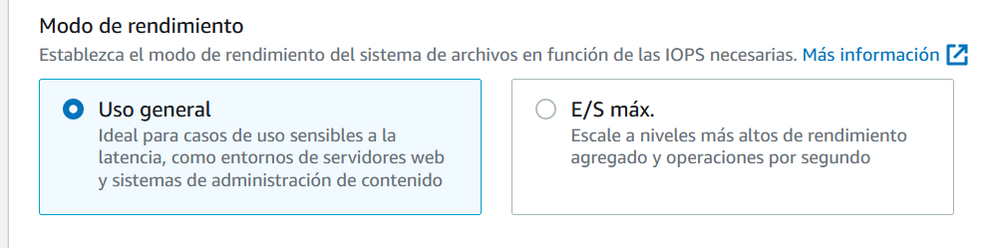 Modo de rendimiento
Establezca el modo de rendimiento del sistema de archivos en función de las IOPS necesarias. Más información
Uso general
Ideal para casos de uso sensibles a la
latencia, como entornos de servidores web
y sistemas de administración de contenido
E/S máx.
Escale a niveles más altos de rendimiento
agregado y operaciones por segundo